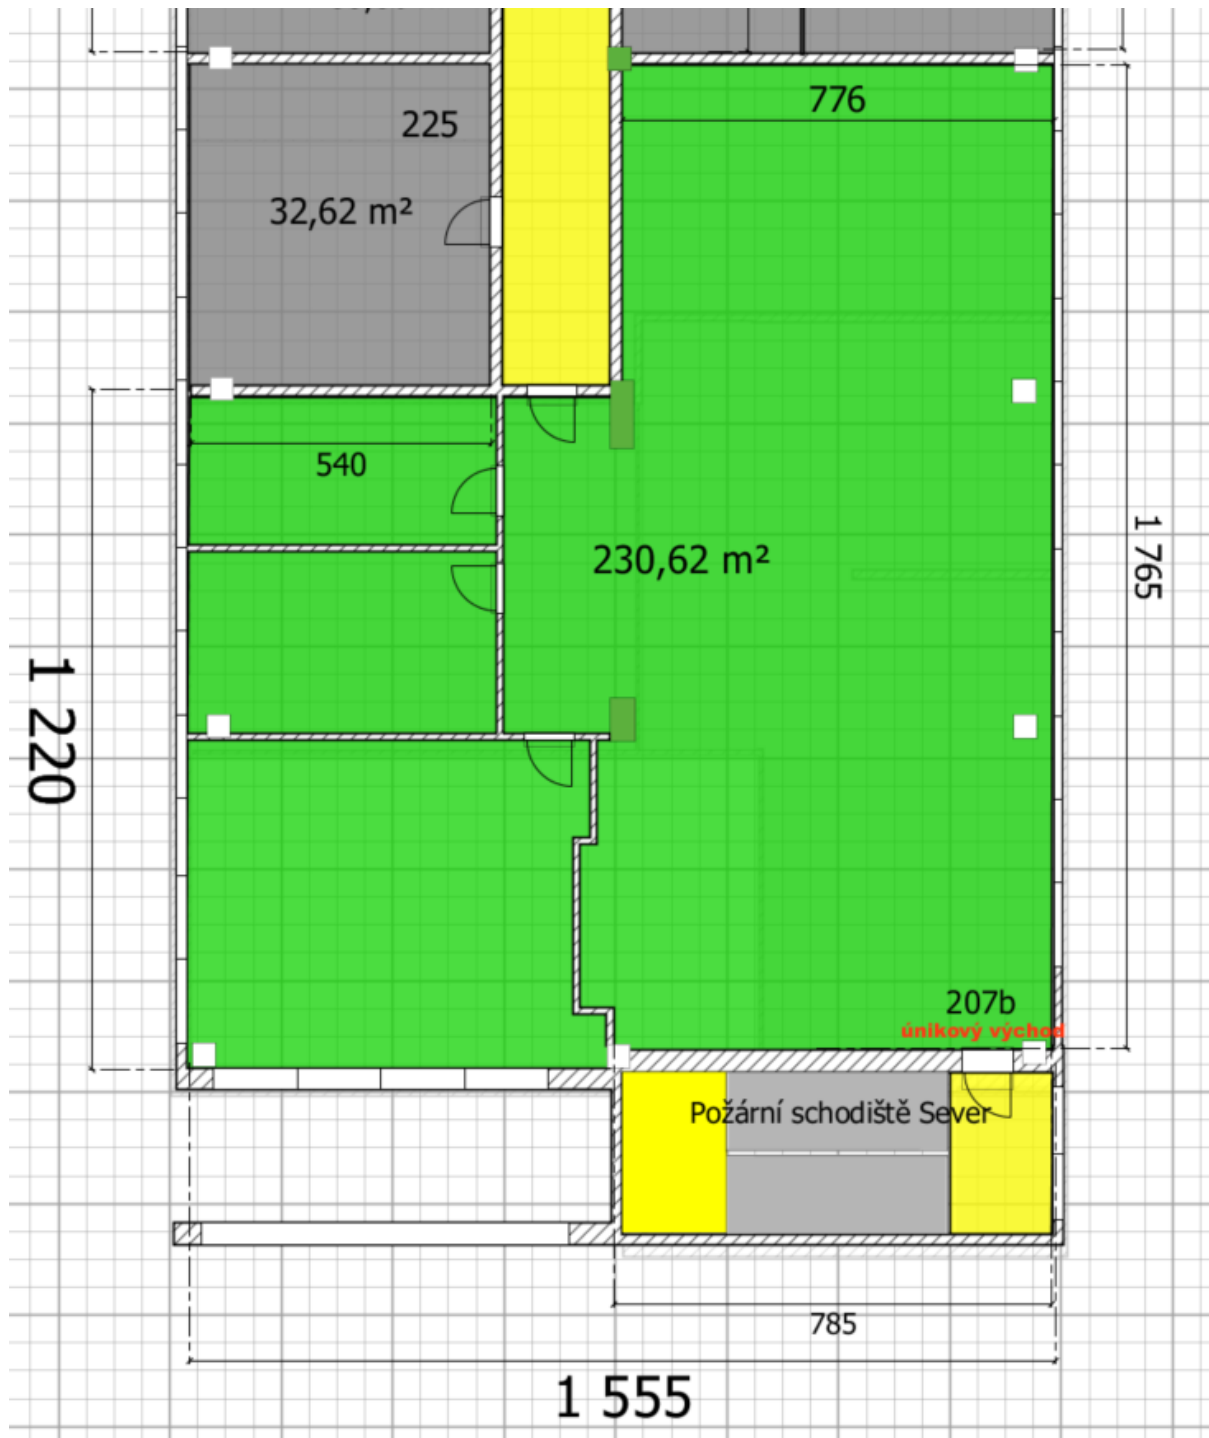 776
225
32,62 m²
540
230,62 m²
1 765
1 220
207b
únikový východ
Požární schodiště Sever
785
1 555